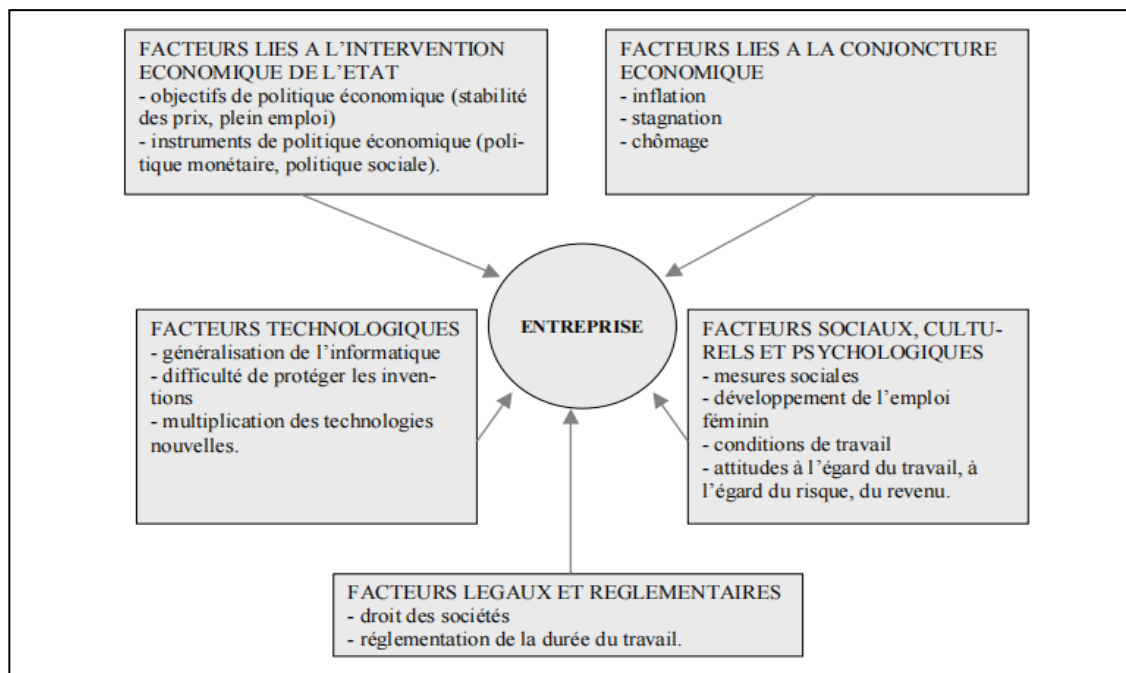 FACTEURS LIES A L'INTERVENTION
ECONOMIQUE DE L'ETAT
- objectifs de politique économique (stabilité
des prix, plein emploi)
- instruments de politique économique (poli-
tique monétaire, politique sociale).
FACTEURS LIES A LA CONJONCTURE
ECONOMIQUE
- inflation
- stagnation
- chômage
FACTEURS TECHNOLOGIQUES
- généralisation de l'informatique
- difficulté de protéger les inven-
tions
- multiplication des technologies
nouvelles.
ENTREPRISE
FACTEURS SOCIAUX, CULTU-
RELS ET PSYCHOLOGIQUES
- mesures sociales
- développement de l'emploi
féminin
- conditions de travail
- attitudes à l'égard du travail, à
l'égard du risque, du revenu.
FACTEURS LEGAUX ET REGLEMENTAIRES
- droit des sociétés
- réglementation de la durée du travail.